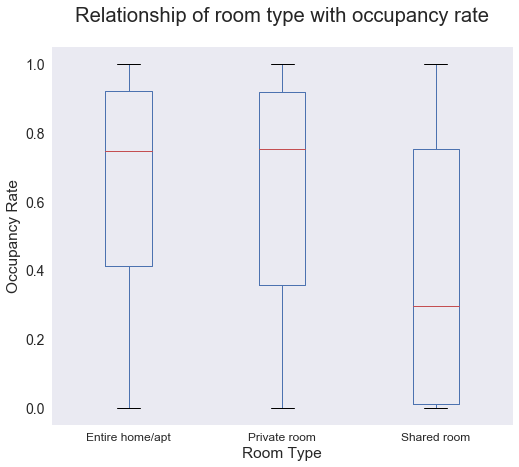 Relationship of room type with occupancy rate
1.0
0.8
0.6
0.4
0.2
0.0
Occupancy Rate
Entire home/apt
Private room
Shared room
Room Type